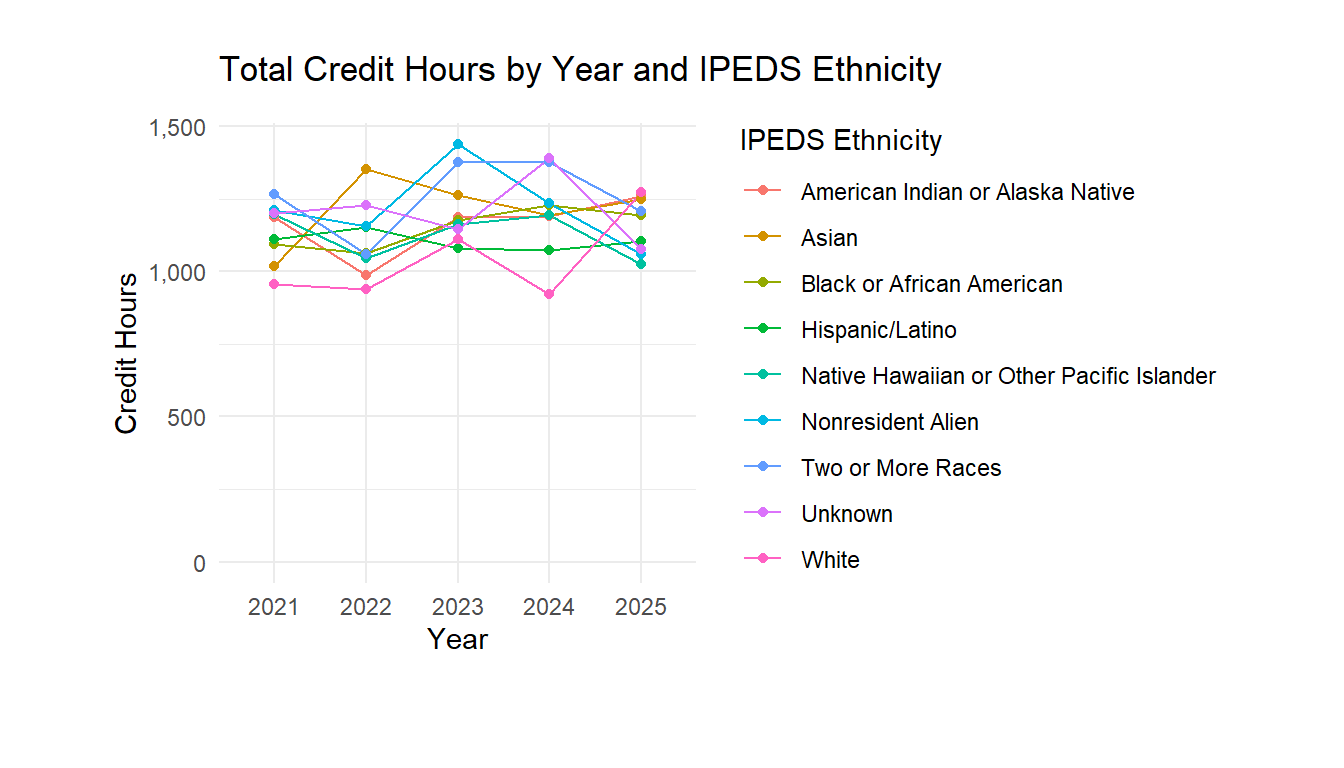 Total Credit Hours by Year and IPEDS Ethnicity
1,500
1,000
500
0
Credit Hours
2021 2022 2023 2024 2025
Year
IPEDS Ethnicity
American Indian or Alaska Native
Asian
Black or African American
Hispanic/Latino
Native Hawaiian or Other Pacific Islander
Nonresident Alien
Two or More Races
Unknown
White